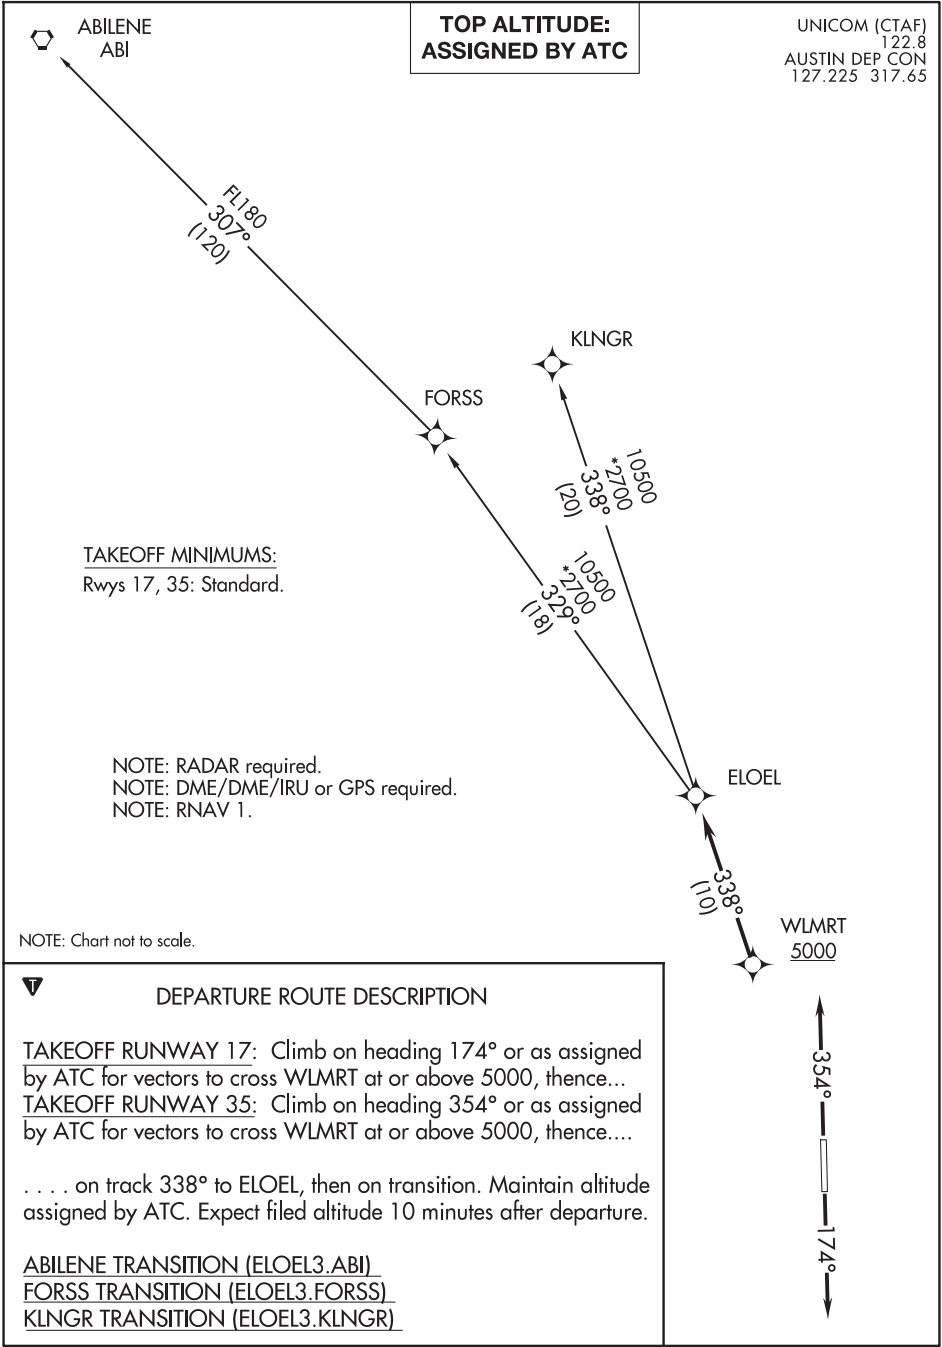 ABILENE
ABI
TOP ALTITUDE:
ASSIGNED BY ATC
UNICOM (CTAF)
122.8
AUSTIN DEP CON
127.225 317.65
FL180
307°
(120)
KLNGR
FORSS
10500
*2700
338°
(20)
10500
*2700
329°
(18)
TAKEOFF MINIMUMS:
Rwys 17, 35: Standard.
NOTE: RADAR required.
NOTE: DME/DME/IRU or GPS required.
NOTE: RNAV 1.
ELOEL
338°
(10)
WLMRT
5000
NOTE: Chart not to scale.
T
DEPARTURE ROUTE DESCRIPTION
TAKEOFF RUNWAY 17: Climb on heading 174° or as assigned
by ATC for vectors to cross WLMRT at or above 5000, thence...
TAKEOFF RUNWAY 35: Climb on heading 354° or as assigned
by ATC for vectors to cross WLMRT at or above 5000, thence....
. . . . on track 338° to ELOEL, then on transition. Maintain altitude
assigned by ATC. Expect filed altitude 10 minutes after departure.
ABILENE TRANSITION (ELOEL3.ABI)
FORSS TRANSITION (ELOEL3.FORSS)
KLNGR TRANSITION (ELOEL3.KLNGR)
354°
174°